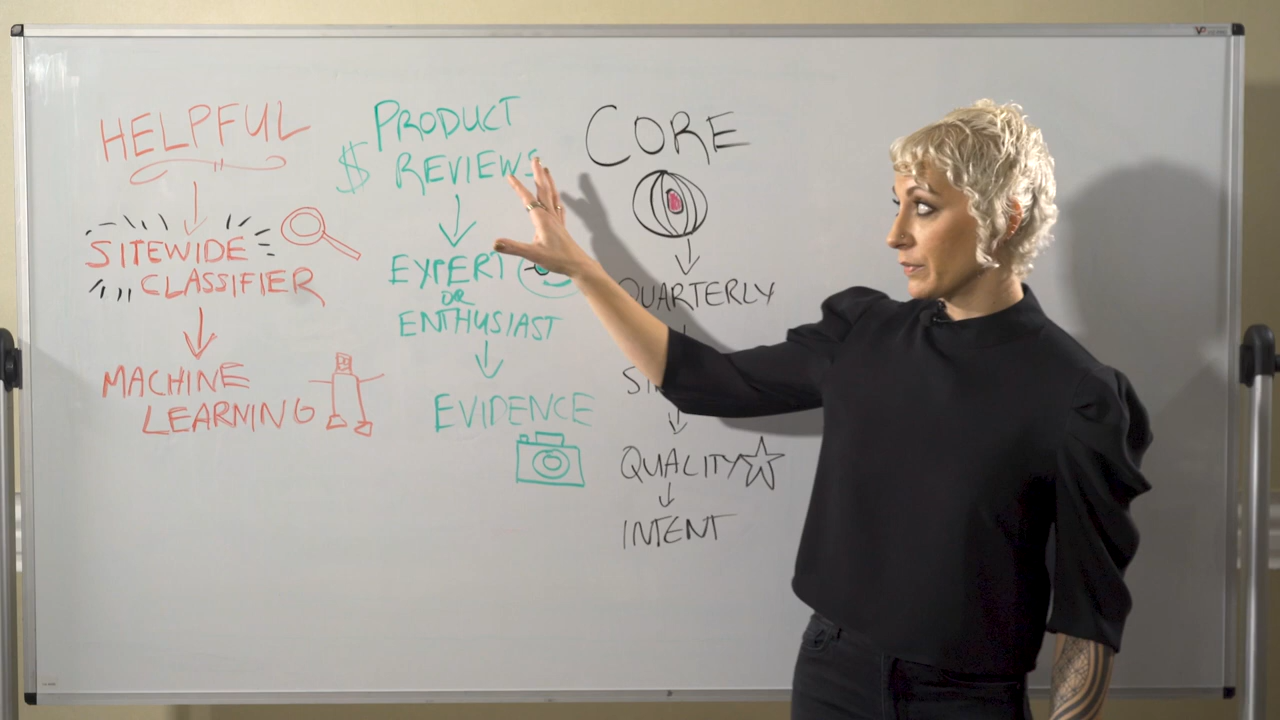 HELPFUL
SITEWIDE
CLASSIFIER
MACHINE
LEARNING
PRODUCT
$ REVIEWS
EXPERT
OR
ENTHUSIAST
EVIDENCE
CORE
QUARTERLY
QUALITY
INTENT